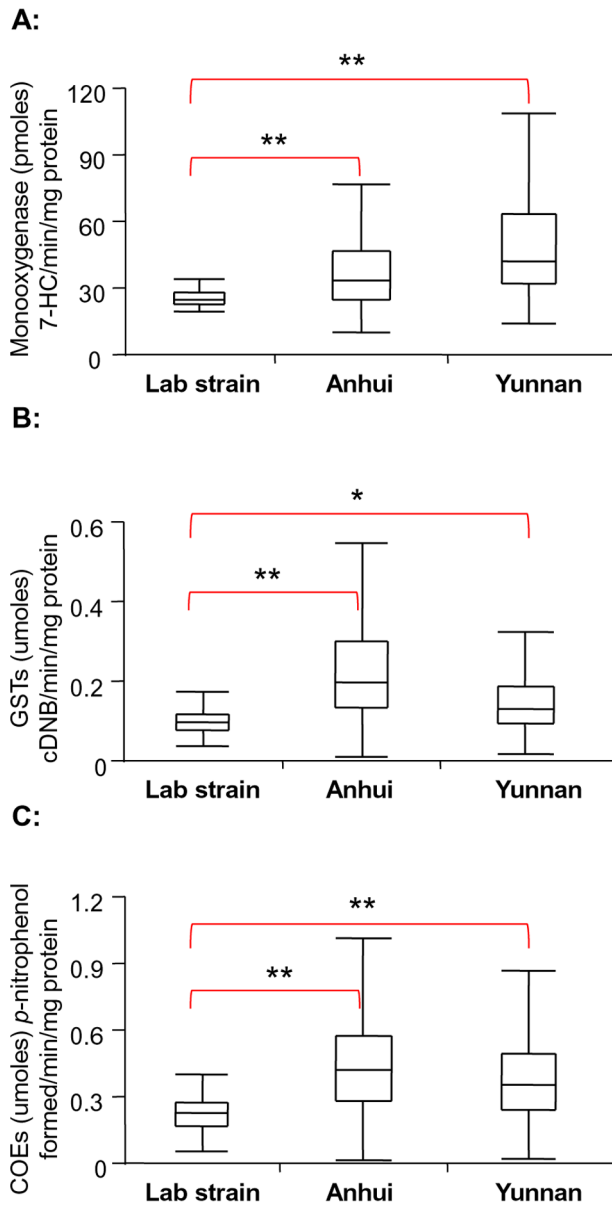 A:
Monooxygenase (pmoles)
7-HC/min/mg protein
120
90
60
30
0
**
**
Lab strain
Anhui
Yunnan
B:
GSTs (umoles)
cDNB/min/mg protein
0.6
0.4
0.2
0
*
**
Lab strain
Anhui
Yunnan
C:
COEs (umoles) p-nitrophenol
formed/min/mg protein
1.2
0.9
0.6
0.3
0
**
**
Lab strain
Anhui
Yunnan